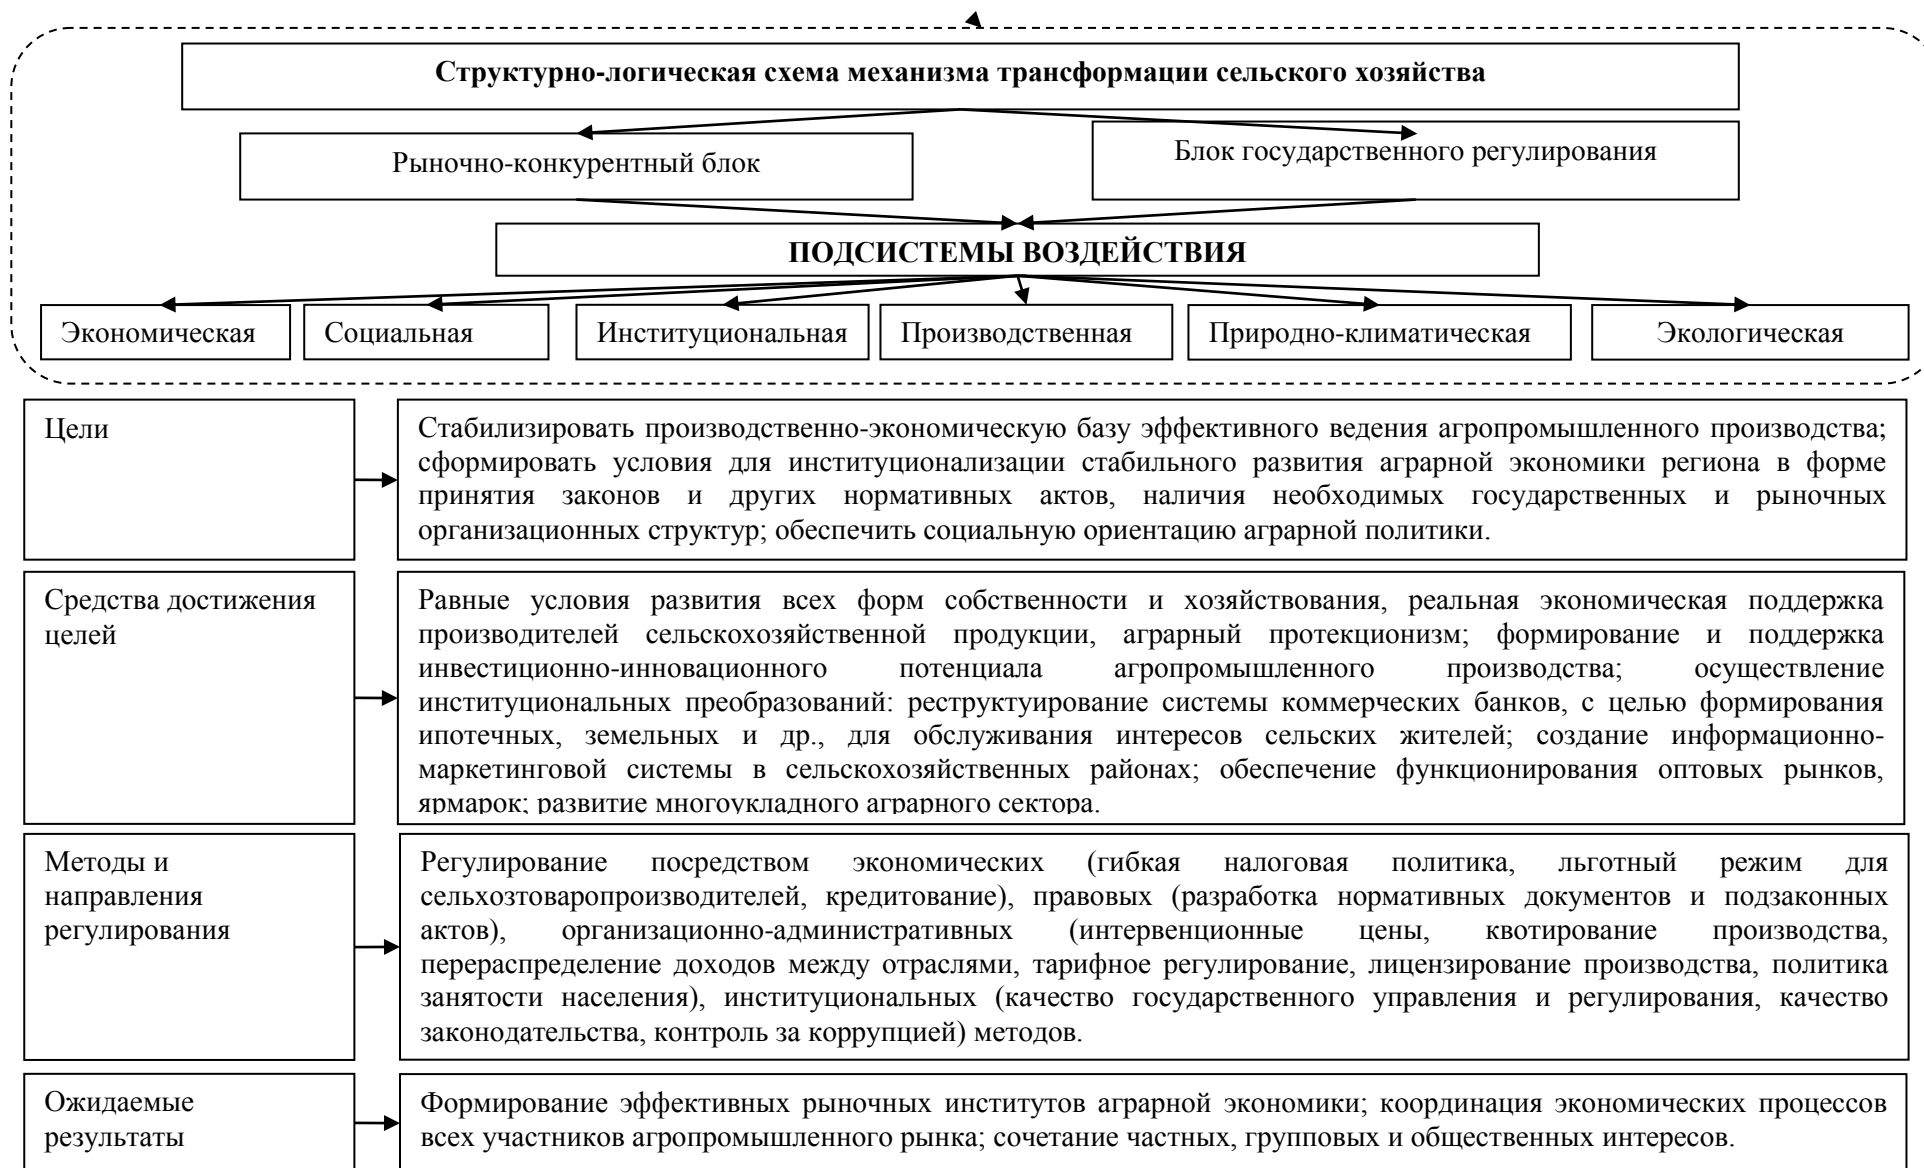 Структурно-логическая схема механизма трансформации сельского хозяйства
Рыночно-конкурентный блок
Блок государственного регулирования
ПОДСИСТЕМЫ ВОЗДЕЙСТВИЯ
Экономическая
Социальная
Институциональная
Производственная
Природно-климатическая
Экологическая
Цели
Стабилизировать производственно-экономическую базу эффективного ведения агропромышленного производства;
сформировать условия для институционализации стабильного развития аграрной экономики региона в форме
принятия законов и других нормативных актов, наличия необходимых государственных и рыночных
организационных структур; обеспечить социальную ориентацию аграрной политики.
Средства достижения
целей
Равные условия развития всех форм собственности и хозяйствования, реальная экономическая поддержка
производителей сельскохозяйственной продукции, аграрный протекционизм; формирование и поддержка
инвестиционно-инновационного потенциала агропромышленного производства; осуществление
институциональных преобразований: реструктуирование системы коммерческих банков, с целью формирования
ипотечных, земельных и др., для обслуживания интересов сельских жителей; создание информационно-
маркетинговой системы в сельскохозяйственных районах; обеспечение функционирования оптовых рынков,
ярмарок; развитие многоукладного аграрного сектора.
Методы и
направления
регулирования
Регулирование посредством экономических (гибкая налоговая политика, льготный режим для
сельхозтоваропроизводителей, кредитование), правовых (разработка нормативных документов и подзаконных
актов), организационно-административных (интервенционные цены, квотирование производства,
перераспределение доходов между отраслями, тарифное регулирование, лицензирование производства, политика
занятости населения), институциональных (качество государственного управления и регулирования, качество
законодательства, контроль за коррупцией) методов.
Ожидаемые
результаты
Формирование эффективных рыночных институтов аграрной экономики; координация экономических процессов
всех участников агропромышленного рынка; сочетание частных, групповых и общественных интересов.